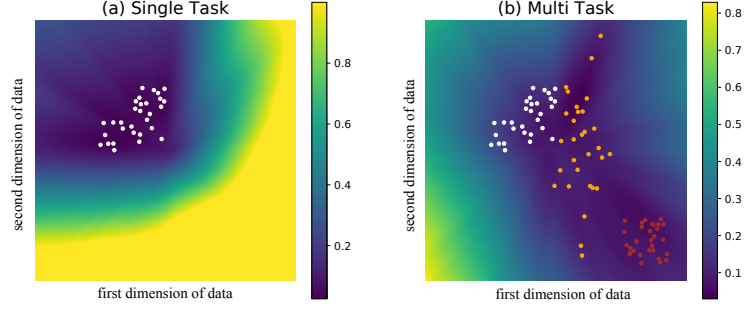 (a) Single Task
second dimension of data
first dimension of data
0.8
0.6
0.4
0.2
(b) Multi Task
second dimension of data
first dimension of data
0.8
0.7
0.6
0.5
0.4
0.3
0.2
0.1